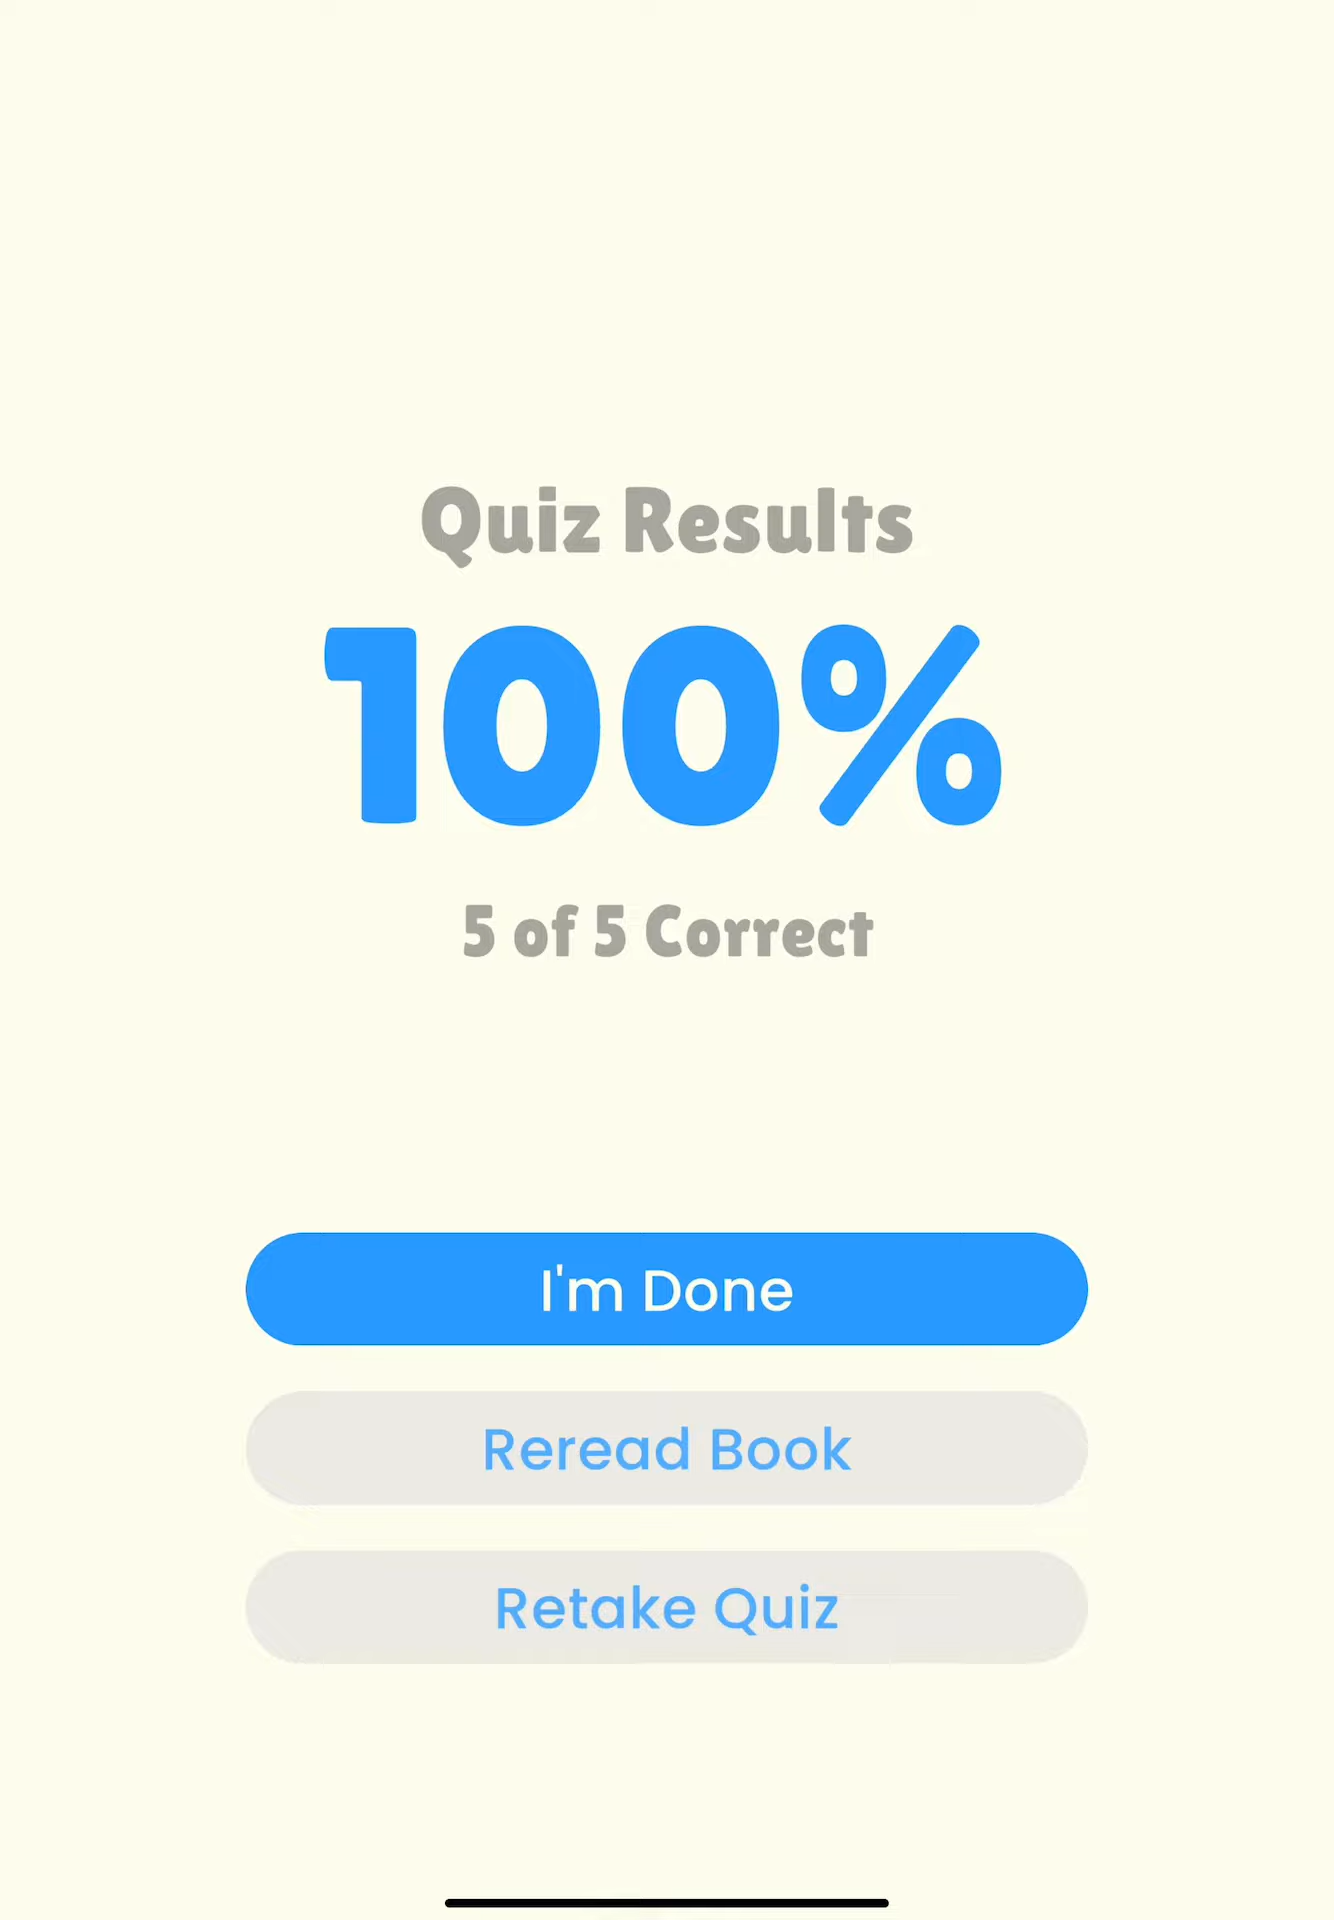 Quiz Results
100%
5 of 5 Correct
I'm Done
Reread Book
Retake Quiz